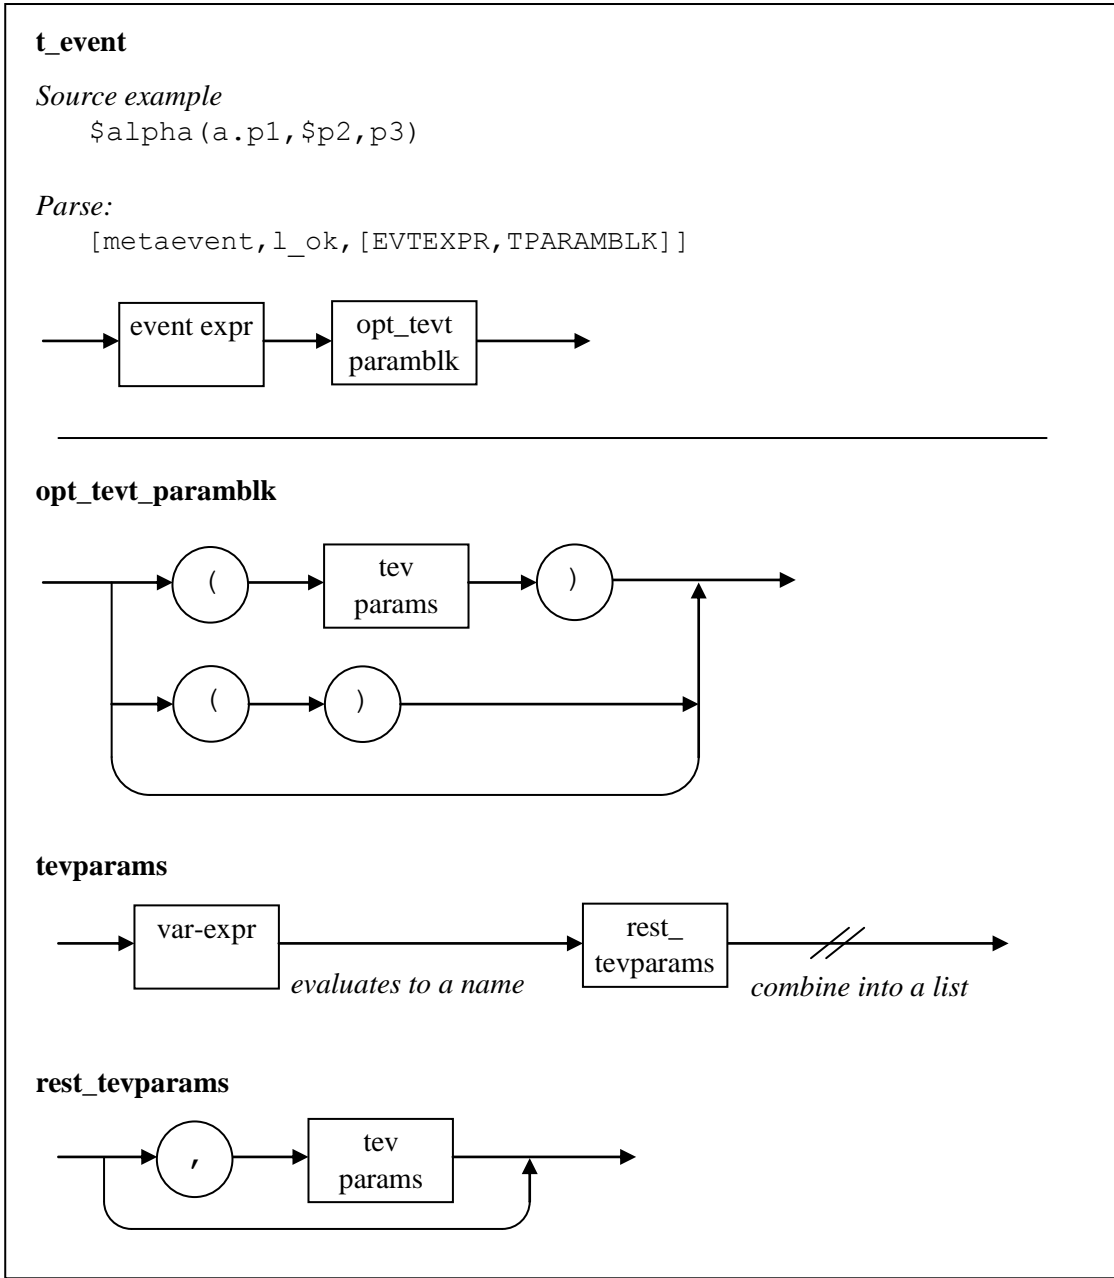 t_event
Source example
$alpha(a.p1,$p2,p3)
Parse:
[metaevent,l_ok,[EVTEXPR,TPARAMBLK]]
event expr
opt_tevt
paramblk
opt_tevt_paramblk
(
tev
params
)
(
)
tevparams
var-expr
evaluates to a name
rest_
tevparams
combine into a list
rest_tevparams
,
tev
params